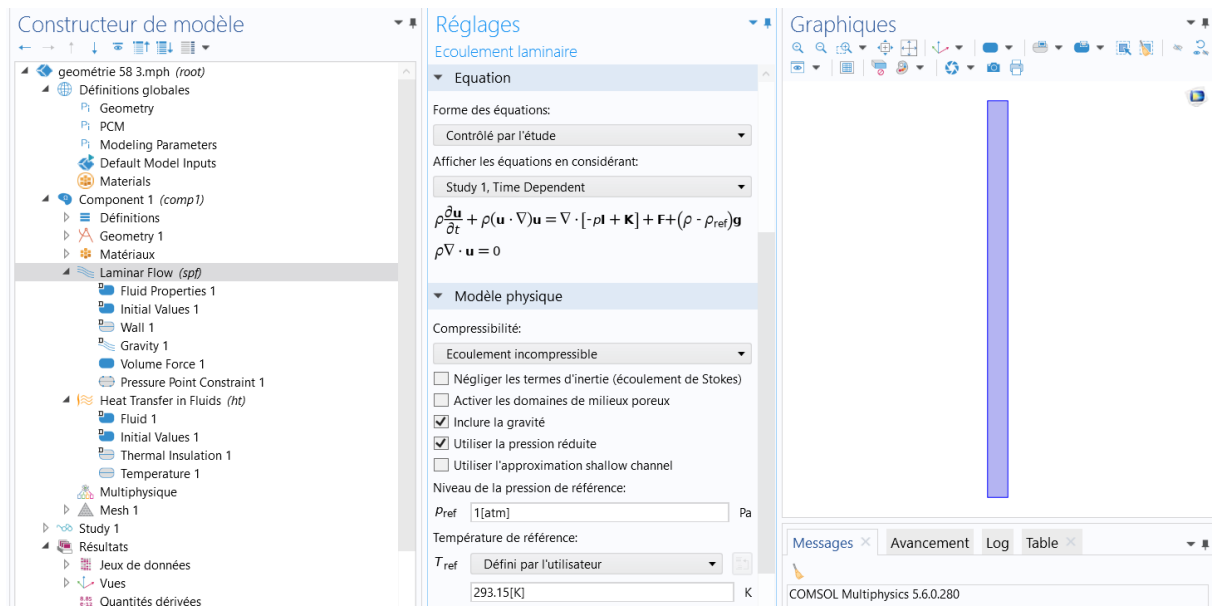 Constructeur de modèle
géométrie 58 3.mph (root)
Définitions globales
Pi Geometry
Pi PCM
Pi Modeling Parameters
Default Model Inputs
Materials
Component 1 (comp1)
Définitions
Geometry 1
Matériaux
Laminar Flow (spf)
Fluid Properties 1
Initial Values 1
Wall 1
Gravity 1
Volume Force 1
Pressure Point Constraint 1
Heat Transfer in Fluids (ht)
Fluid 1
Initial Values 1
Thermal Insulation 1
Temperature 1
Multiphysique
Mesh 1
Study 1
Résultats
Jeux de données
Vues
Quantités dérivées
Réglages
Ecoulement laminaire
Equation
Forme des équations:
Contrôlé par l'étude
Afficher les équations en considérant:
Study 1, Time Dependent
ρ∂u/∂t + ρ(u · ∇)u = ∇ · [-pI + K] + F+(ρ - ρref)g
ρ∇ · u = 0
Modèle physique
Compressibilité:
Ecoulement incompressible
Négliger les termes d'inertie (écoulement de Stokes)
Activer les domaines de milieux poreux
Inclure la gravité
Utiliser la pression réduite
Utiliser l'approximation shallow channel
Niveau de la pression de référence:
pref 1[atm] Pa
Température de référence:
Tref Défini par l'utilisateur
293.15[K] K
Graphiques
Messages Avancement Log Table
COMSOL Multiphysics 5.6.0.280